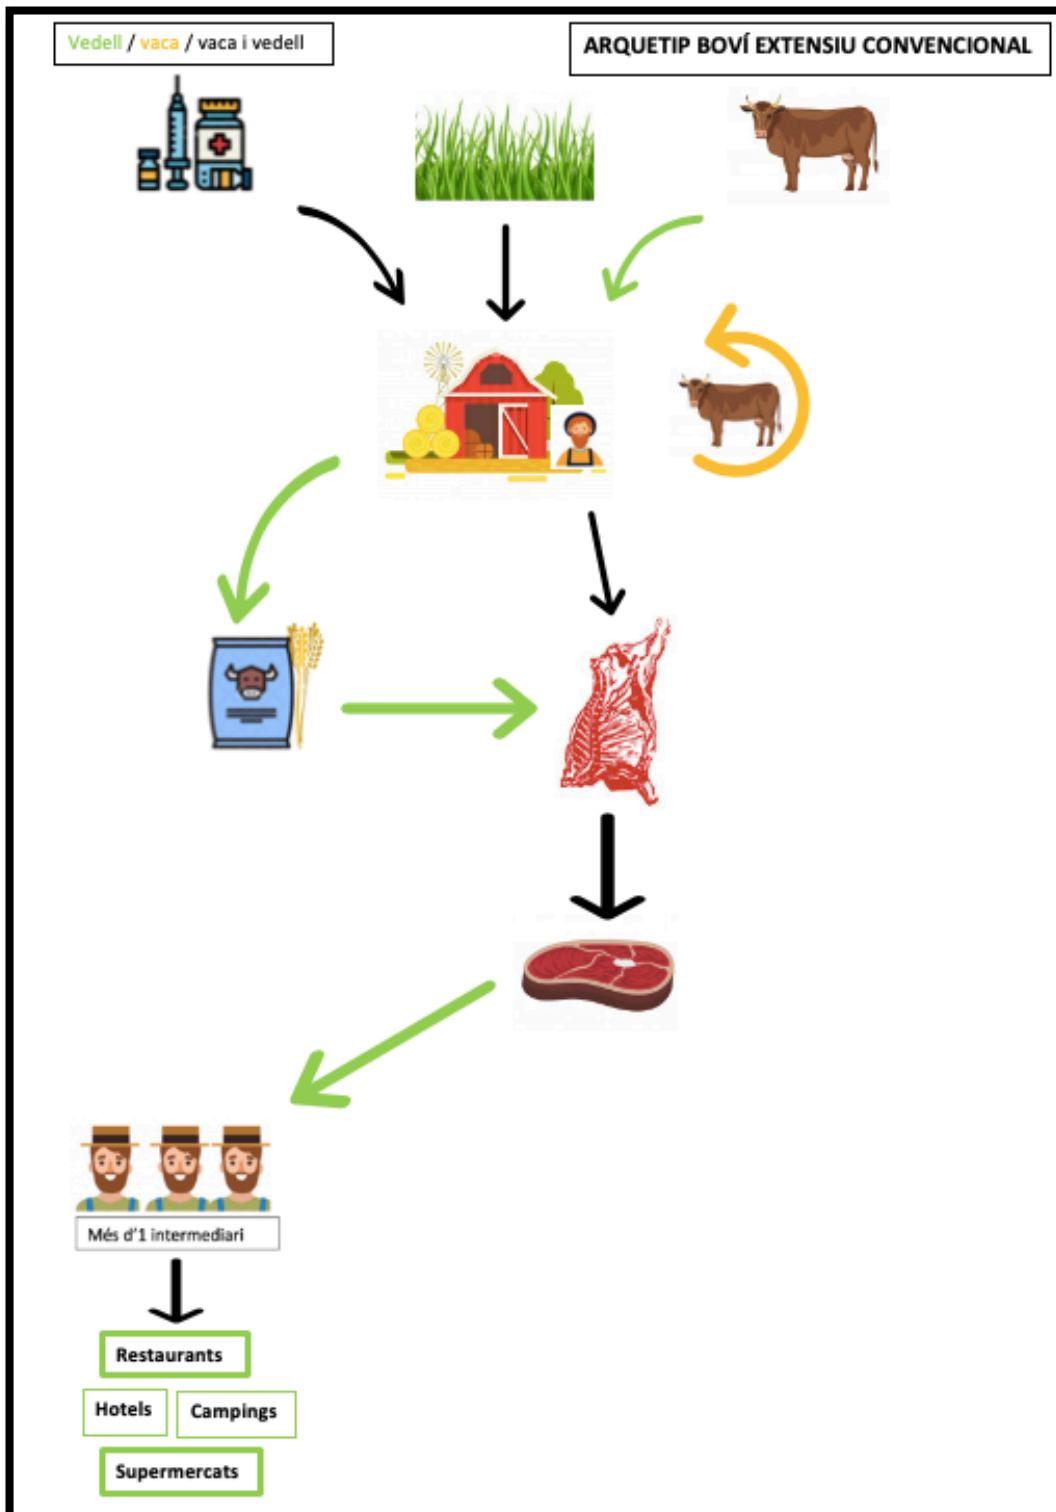 Vedell / vaca / vaca i vedell
ARQUETIP BOVÍ EXTENSIU CONVENCIONAL
Més d'1 intermediari
Restaurants
Hotels
Campings
Supermercats